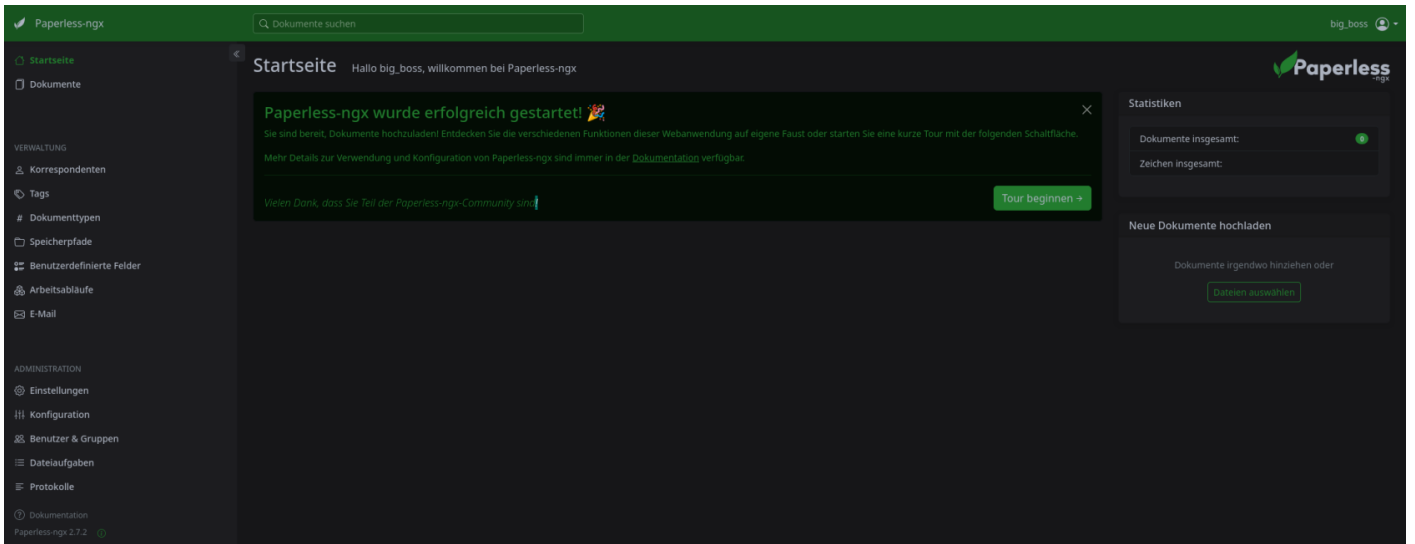 Paperless-ngx
Dokumente suchen
big_boss
Startseite
Dokumente
VERWALTUNG
Korrespondenten
Tags
# Dokumenttypen
Speicherpfade
Benutzerdefinierte Felder
Arbeitsabläufe
E-Mail
ADMINISTRATION
Einstellungen
Konfiguration
Benutzer & Gruppen
Dateiaufgaben
Protokolle
Dokumentation
Paperless-ngx 2.7.2
Startseite Hallo big_boss, willkommen bei Paperless-ngx
Paperless-ngx
Paperless-ngx wurde erfolgreich gestartet! 🎉
Sie sind bereit, Dokumente hochzuladen! Entdecken Sie die verschiedenen Funktionen dieser Webanwendung auf eigene Faust oder starten Sie eine kurze Tour mit der folgenden Schaltfläche.
Mehr Details zur Verwendung und Konfiguration von Paperless-ngx sind immer in der Dokumentation verfügbar.
Vielen Dank, dass Sie Teil der Paperless-ngx-Community sind!
Tour beginnen →
Statistiken
Dokumente insgesamt: 0
Zeichen insgesamt:
Neue Dokumente hochladen
Dokumente irgendwo hinziehen oder
Dateien auswählen